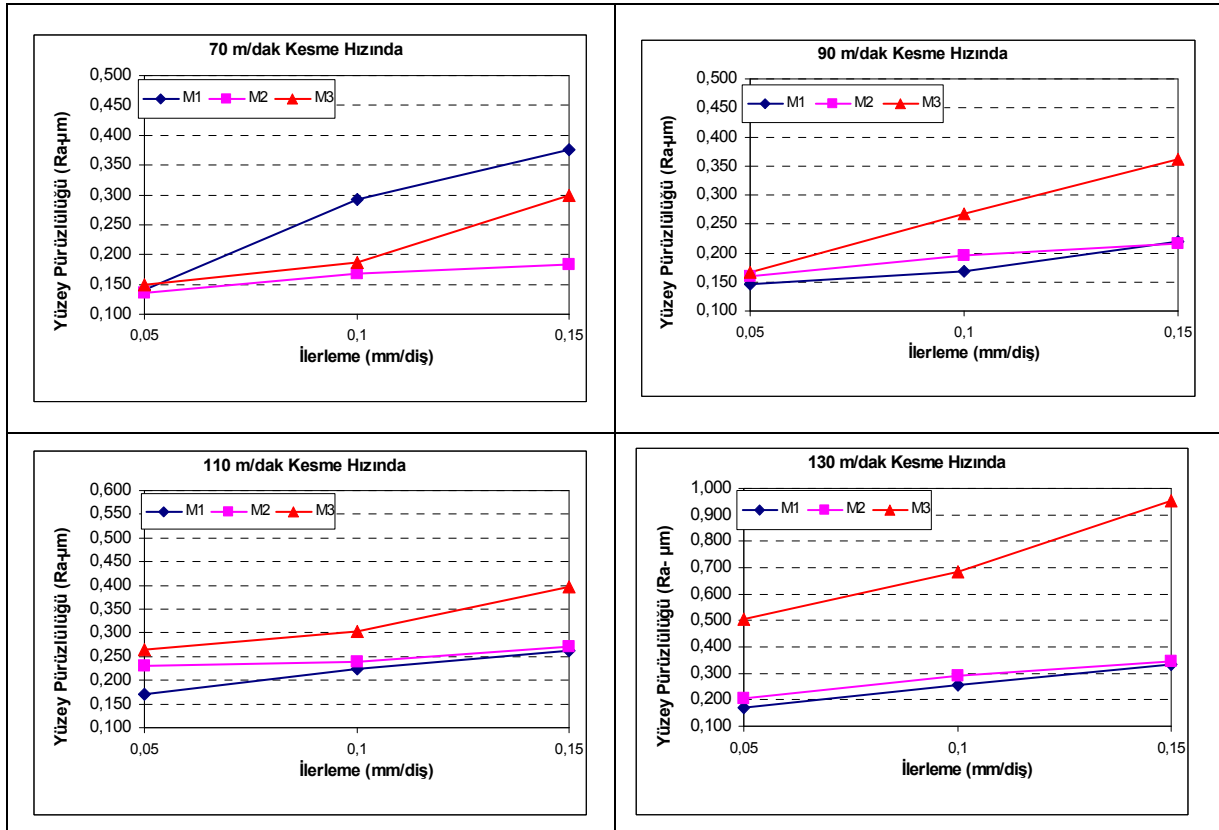 70 m/dak Kesme Hızında
Yüzey Pürüzlülüğü (Ra-µm)
0,500
0,450
0,400
0,350
0,300
0,250
0,200
0,150
0,100
M1 M2 M3
0,05 0,1 0,15
İlerleme (mm/diş)
90 m/dak Kesme Hızında
Yüzey Pürüzlülüğü (Ra-µm)
0,500
0,450
0,400
0,350
0,300
0,250
0,200
0,150
0,100
M1 M2 M3
0,05 0,1 0,15
İlerleme (mm/diş)
110 m/dak Kesme Hızında
Yüzey Pürüzlülüğü (Ra-µm)
0,600
0,550
0,500
0,450
0,400
0,350
0,300
0,250
0,200
0,150
0,100
M1 M2 M3
0,05 0,1 0,15
İlerleme (mm/diş)
130 m/dak Kesme Hızında
Yüzey Pürüzlülüğü (Ra- µm)
1,000
0,900
0,800
0,700
0,600
0,500
0,400
0,300
0,200
0,100
M1 M2 M3
0,05 0,1 0,15
İlerleme (mm/diş)